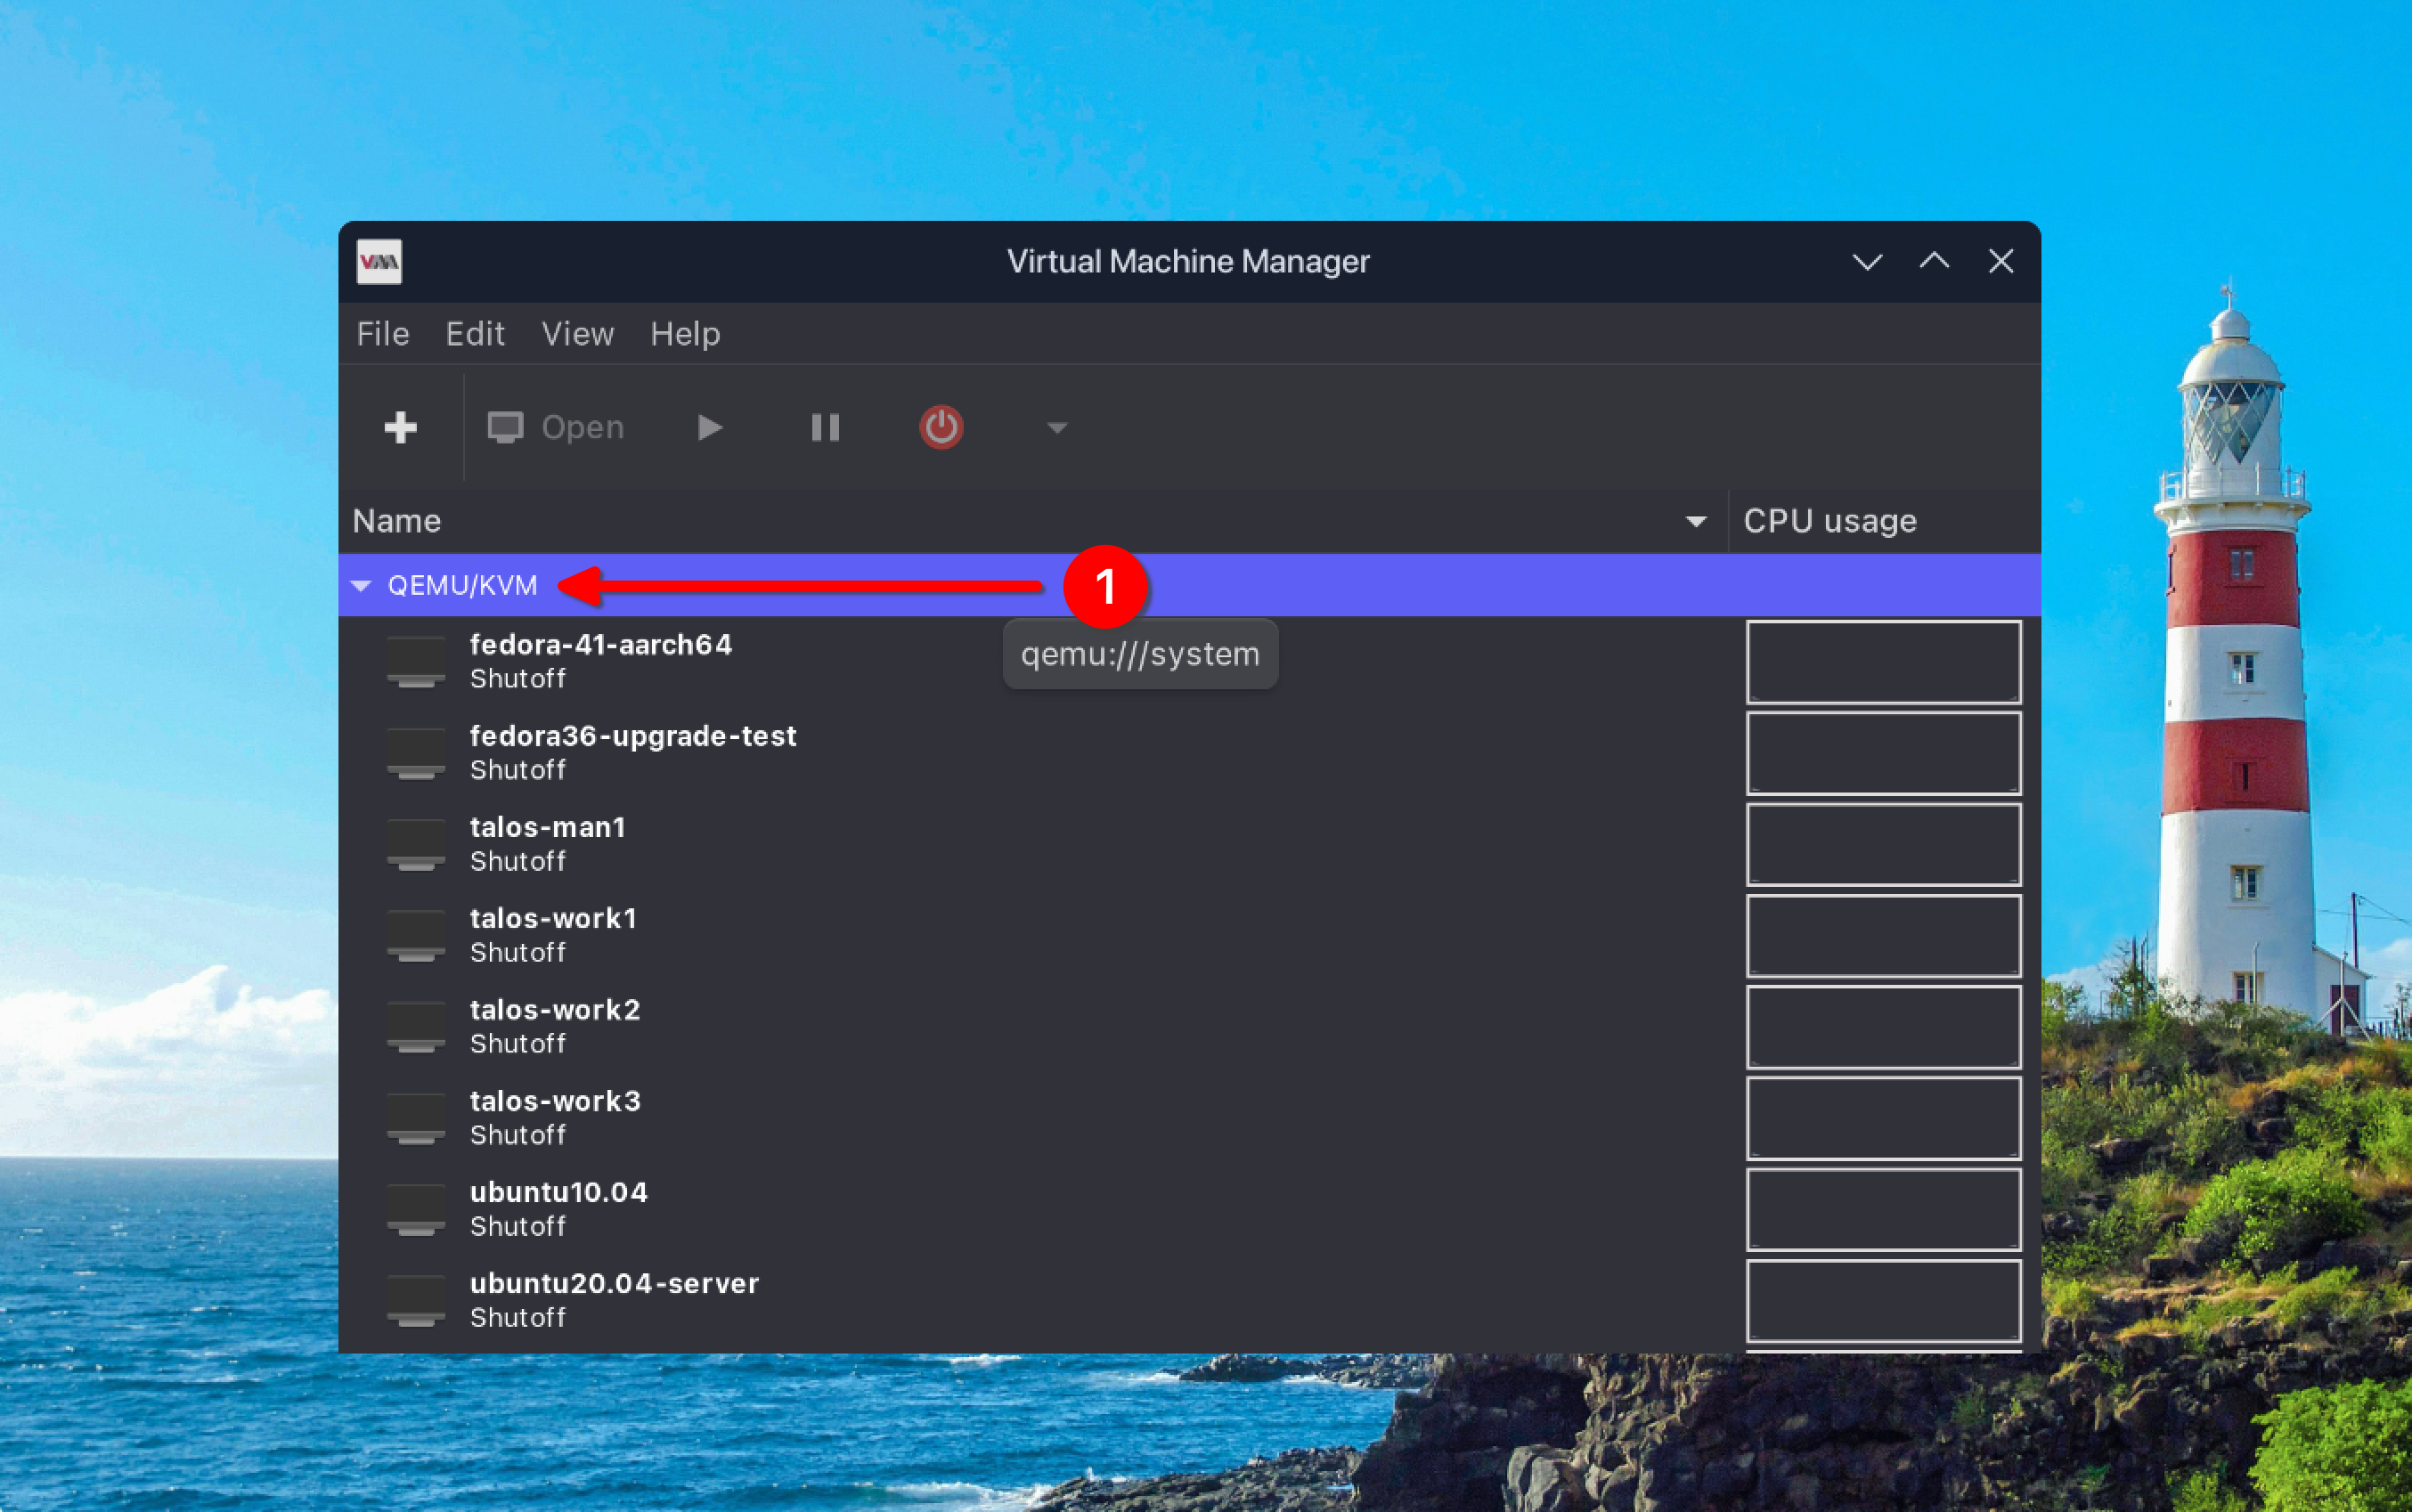 Virtual Machine Manager
File Edit View Help
Open
Name CPU usage
QEMU/KVM 1
qemu:///system
fedora-41-aarch64
Shutoff
fedora36-upgrade-test
Shutoff
talos-man1
Shutoff
talos-work1
Shutoff
talos-work2
Shutoff
talos-work3
Shutoff
ubuntu10.04
Shutoff
ubuntu20.04-server
Shutoff